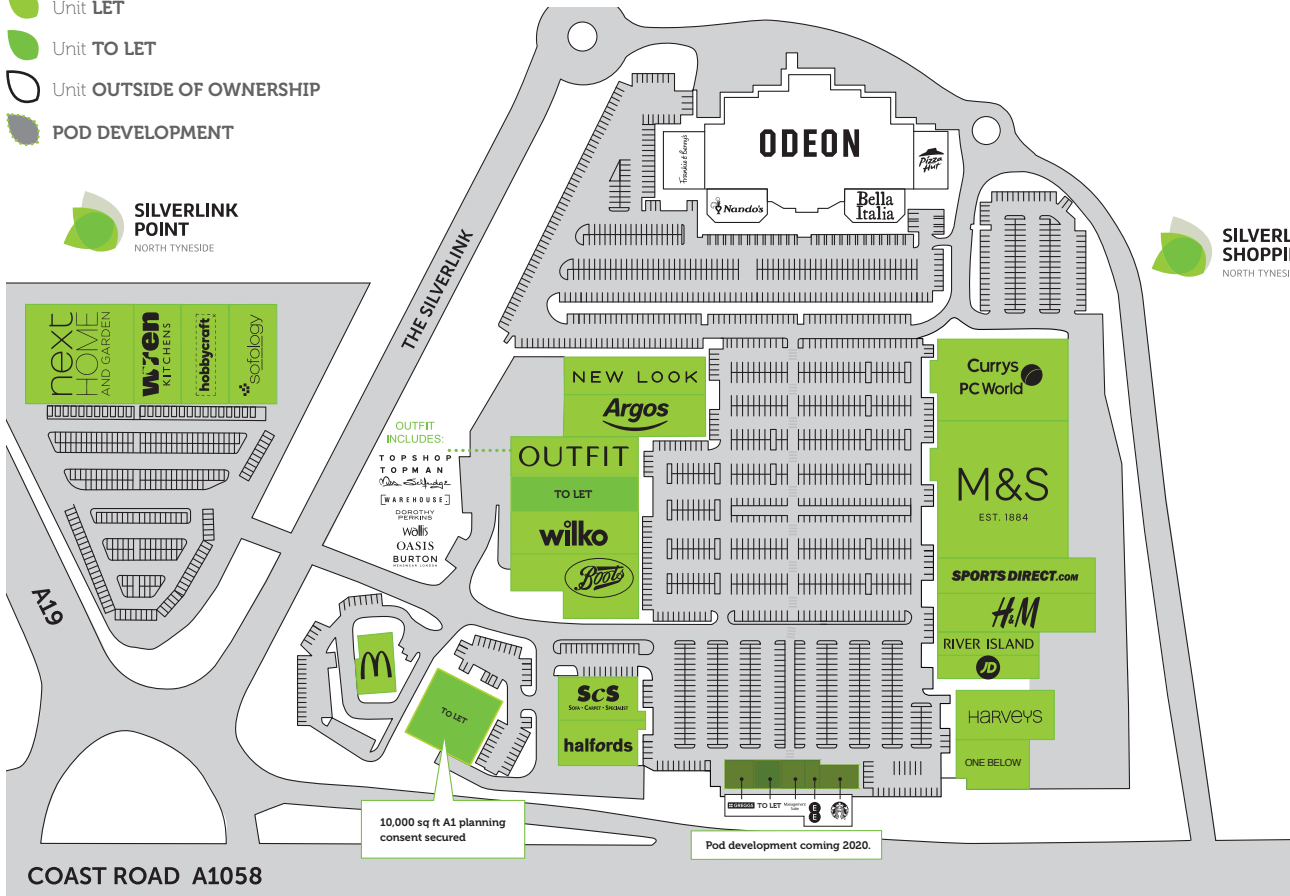 Unit LET
Unit TO LET
Unit OUTSIDE OF OWNERSHIP
POD DEVELOPMENT
SILVERLINK
POINT
NORTH TYNESIDE
SILVERL
SHOPPI
NORTH TYNESI
THE SILVERLINK
ODEON
Frankie & Benny's
Pizza
Hut
Nando's
Bella
Italia
next
HOME
AND GARDEN
wren
KITCHENS
hobbycraft
sofology
NEW LOOK
Argos
OUTFIT
INCLUDES:
TOPSHOP
TOPMAN
Miss Selfridge
[WAREHOUSE.]
DOROTHY
PERKINS
wallis
OASIS
BURTON
MENSWEAR LONDON
OUTFIT
TO LET
wilko
Boots
Currys
PC World
M&S
EST. 1884
SPORTSDIRECT.COM
H&M
RIVER ISLAND
JD
HARVEYS
ONE BELOW
A19
M
TO LET
ScS
SOFA • CARPET • SPECIALIST
halfords
GREGGS
TO LET
Management
Suite
E
E
10,000 sq ft A1 planning
consent secured
Pod development coming 2020.
COAST ROAD A1058